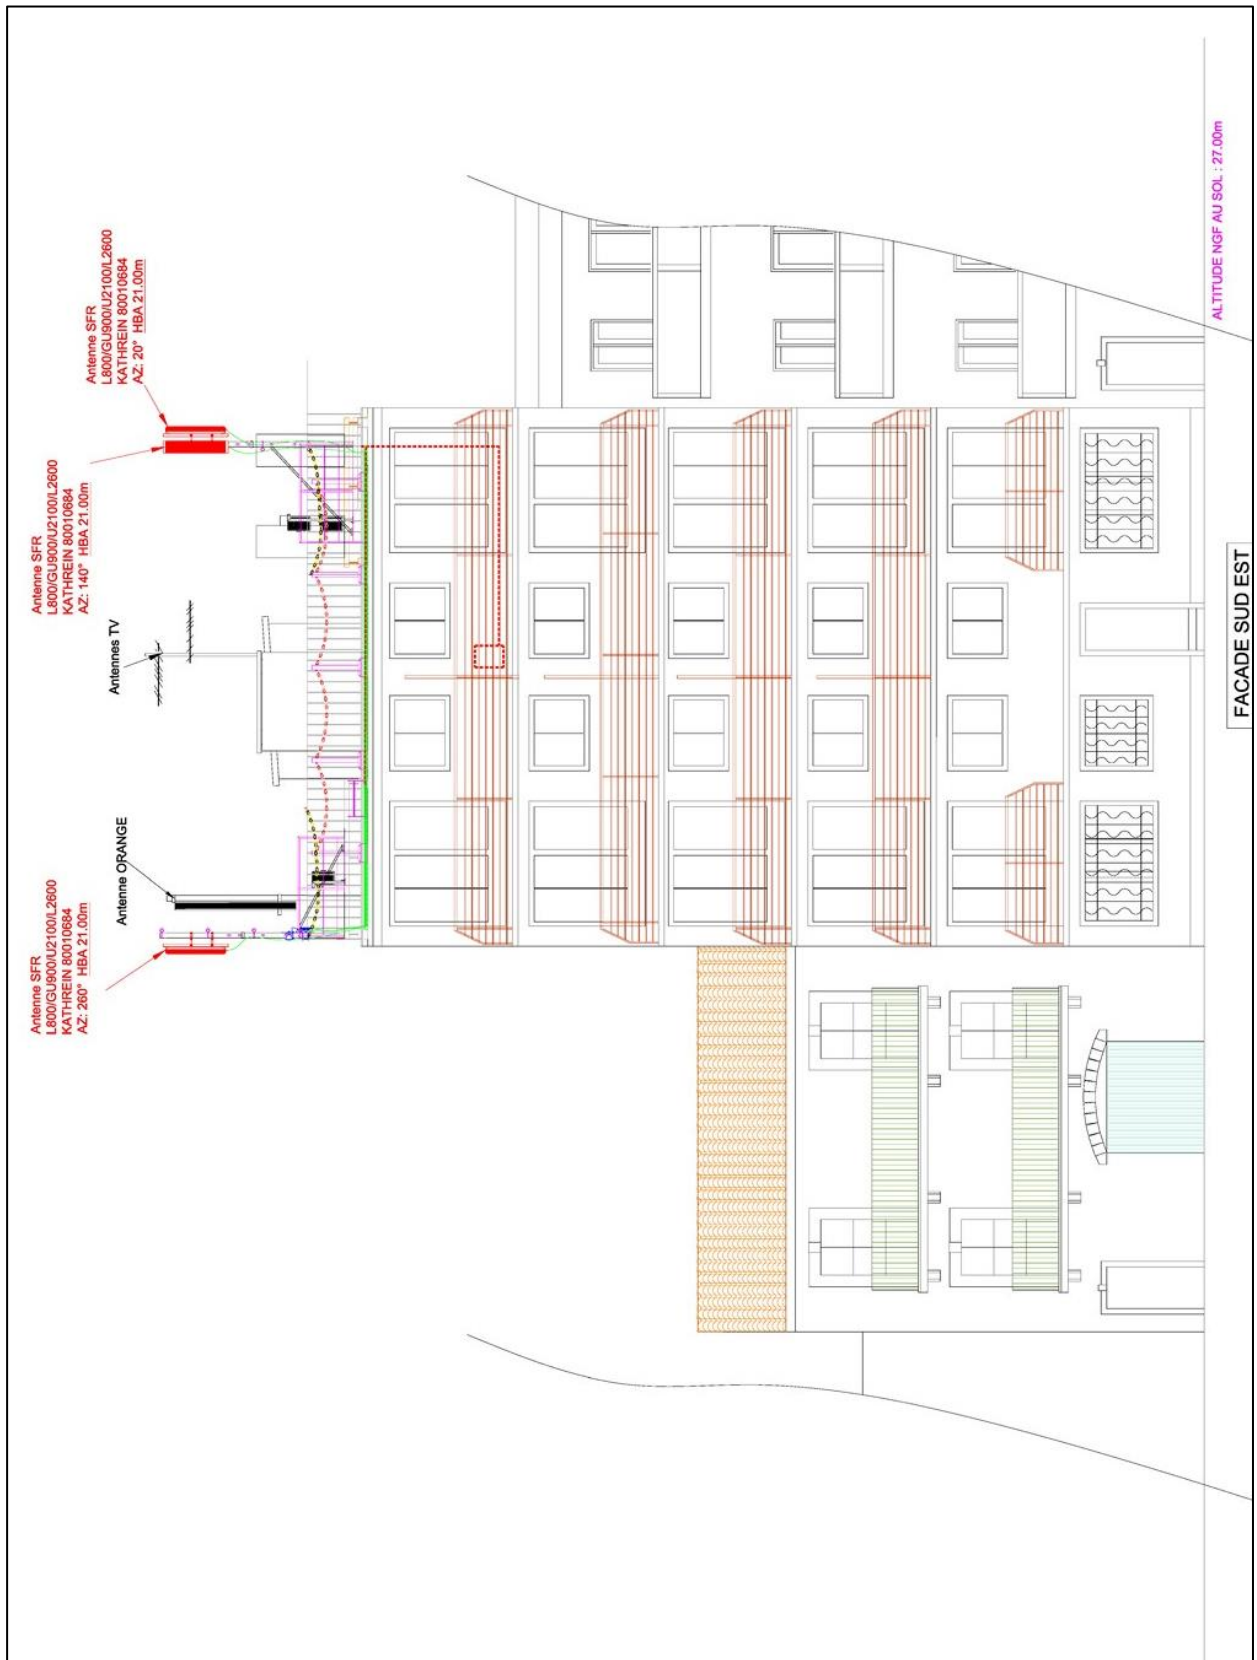 Antenne SFR
L800/GU900/U2100/L2600
KATHREIN 80010684
AZ: 260° HBA 21.00m
Antenne ORANGE
Antennes TV
Antenne SFR
L800/GU900/U2100/L2600
KATHREIN 80010684
AZ: 140° HBA 21.00m
Antenne SFR
L800/GU900/U2100/L2600
KATHREIN 80010684
AZ: 20° HBA 21.00m
ALTITUDE NGF AU SOL : 27.00m
FACADE SUD EST